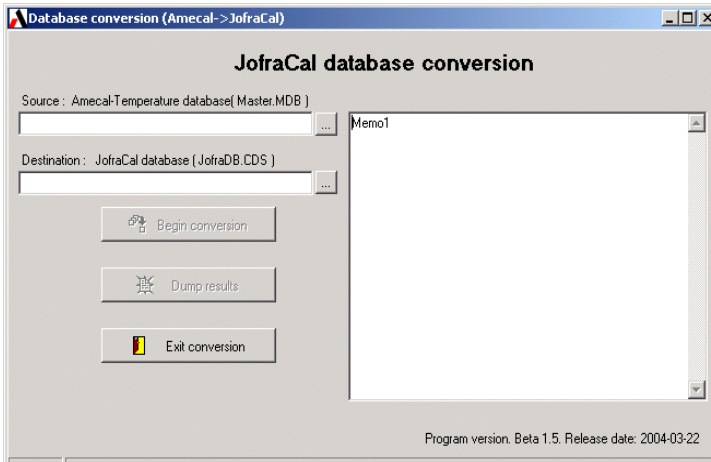 Database conversion (Amecal->JofraCal)
JofraCal database conversion
Source : Amecal-Temperature database( Master.MDB )
...
Memo1
Destination : JofraCal database ( JofraDB.CDS )
...
Begin conversion
Dump results
Exit conversion
Program version. Beta 1.5. Release date: 2004-03-22